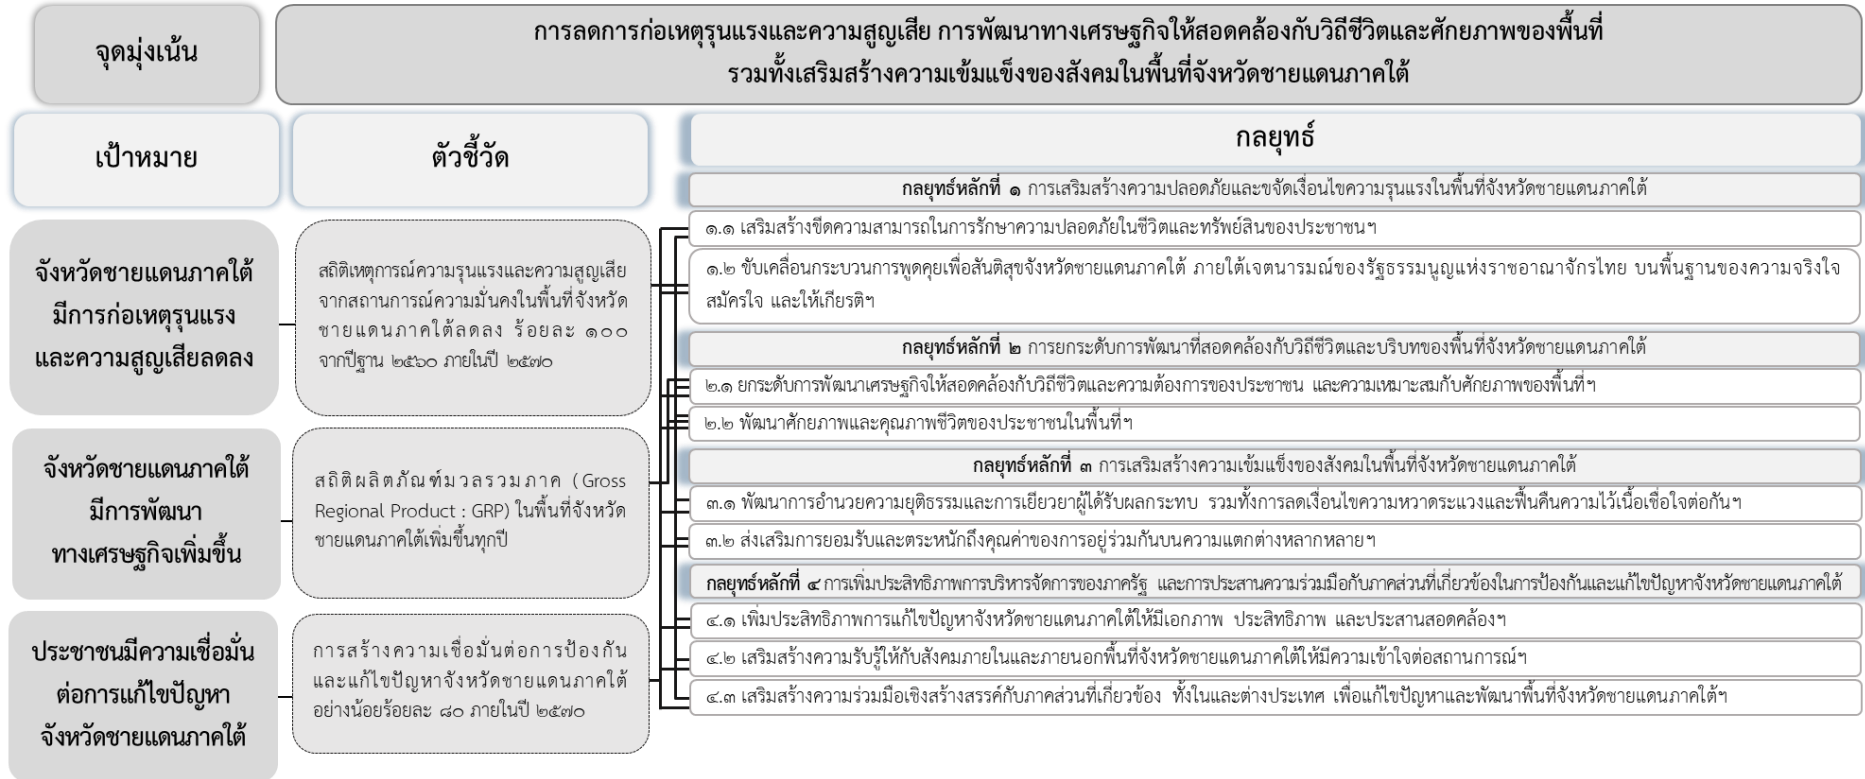 จุดมุ่งเน้น
การลดการก่อเหตุรุนแรงและความสูญเสีย การพัฒนาทางเศรษฐกิจให้สอดคล้องกับวิถีชีวิตและศักยภาพของพื้นที่
รวมทั้งเสริมสร้างความเข้มแข็งของสังคมในพื้นที่จังหวัดชายแดนภาคใต้
เป้าหมาย
ตัวชี้วัด
กลยุทธ์
จังหวัดชายแดนภาคใต้
มีการก่อเหตุรุนแรง
และความสูญเสียลดลง
สถิติเหตุการณ์ความรุนแรงและความสูญเสีย
จากสถานการณ์ความมั่นคงในพื้นที่จังหวัด
ชายแดนภาคใต้ลดลง ร้อยละ ๑๐๐
จากปีฐาน ๒๕๖๐ ภายในปี ๒๕๗๐
จังหวัดชายแดนภาคใต้
มีการพัฒนา
ทางเศรษฐกิจเพิ่มขึ้น
สถิติผลิตภัณฑ์มวลรวมภาค (Gross
Regional Product : GRP) ในพื้นที่จังหวัด
ชายแดนภาคใต้เพิ่มขึ้นทุกปี
ประชาชนมีความเชื่อมั่น
ต่อการแก้ไขปัญหา
จังหวัดชายแดนภาคใต้
การสร้างความเชื่อมั่นต่อการป้องกัน
และแก้ไขปัญหาจังหวัดชายแดนภาคใต้
อย่างน้อยร้อยละ ๘๐ ภายในปี ๒๕๗๐
กลยุทธ์หลักที่ ๑ การเสริมสร้างความปลอดภัยและขจัดเงื่อนไขความรุนแรงในพื้นที่จังหวัดชายแดนภาคใต้
๑.๑ เสริมสร้างขีดความสามารถในการรักษาความปลอดภัยในชีวิตและทรัพย์สินของประชาชนฯ
๑.๒ ขับเคลื่อนกระบวนการพูดคุยเพื่อสันติสุขจังหวัดชายแดนภาคใต้ ภายใต้เจตนารมณ์ของรัฐธรรมนูญแห่งราชอาณาจักรไทย บนพื้นฐานของความจริงใจ
สมัครใจ และให้เกียรติฯ
กลยุทธ์หลักที่ ๒ การยกระดับการพัฒนาที่สอดคล้องกับวิถีชีวิตและบริบทของพื้นที่จังหวัดชายแดนภาคใต้
๒.๑ ยกระดับการพัฒนาเศรษฐกิจให้สอดคล้องกับวิถีชีวิตและความต้องการของประชาชน และความเหมาะสมกับศักยภาพของพื้นที่ฯ
๒.๒ พัฒนาศักยภาพและคุณภาพชีวิตของประชาชนในพื้นที่ฯ
กลยุทธ์หลักที่ ๓ การเสริมสร้างความเข้มแข็งของสังคมในพื้นที่จังหวัดชายแดนภาคใต้
๓.๑ พัฒนาการอำนวยความยุติธรรมและการเยียวยาผู้ได้รับผลกระทบ รวมทั้งการลดเงื่อนไขความหวาดระแวงและฟื้นคืนความไว้เนื้อเชื่อใจต่อกันฯ
๓.๒ ส่งเสริมการยอมรับและตระหนักถึงคุณค่าของการอยู่ร่วมกันบนความแตกต่างหลากหลายฯ
กลยุทธ์หลักที่ ๔ การเพิ่มประสิทธิภาพการบริหารจัดการของภาครัฐ และการประสานความร่วมมือกับภาคส่วนที่เกี่ยวข้องในการป้องกันและแก้ไขปัญหาจังหวัดชายแดนภาคใต้
๔.๑ เพิ่มประสิทธิภาพการแก้ไขปัญหาจังหวัดชายแดนภาคใต้ให้มีเอกภาพ ประสิทธิภาพ และประสานสอดคล้องฯ
๔.๒ เสริมสร้างความรับรู้ให้กับสังคมภายในและภายนอกพื้นที่จังหวัดชายแดนภาคใต้ให้มีความเข้าใจต่อสถานการณ์ฯ
๔.๓ เสริมสร้างความร่วมมือเชิงสร้างสรรค์กับภาคส่วนที่เกี่ยวข้อง ทั้งในและต่างประเทศ เพื่อแก้ไขปัญหาและพัฒนาพื้นที่จังหวัดชายแดนภาคใต้ฯ